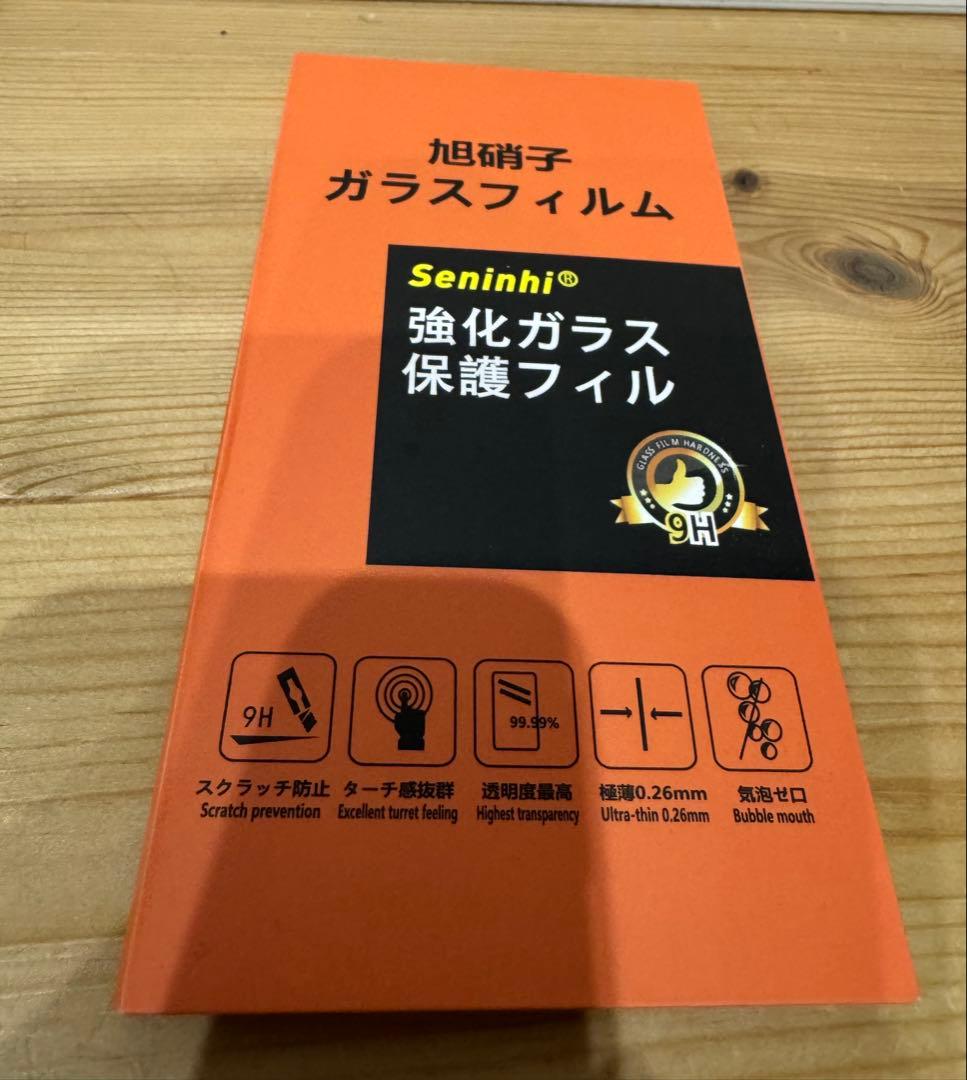 旭硝子
ガラスフィルム
Seninhi®
強化ガラス
保護フィル
GLASS FILM HARDNESS
9H
9H
99.99%
スクラッチ防止 ターチ感抜群 透明度最高 極薄0.26mm 気泡ゼロ
Scratch prevention Excellent turret feeling Highest transparency Ultra-thin 0.26mm Bubble mouth